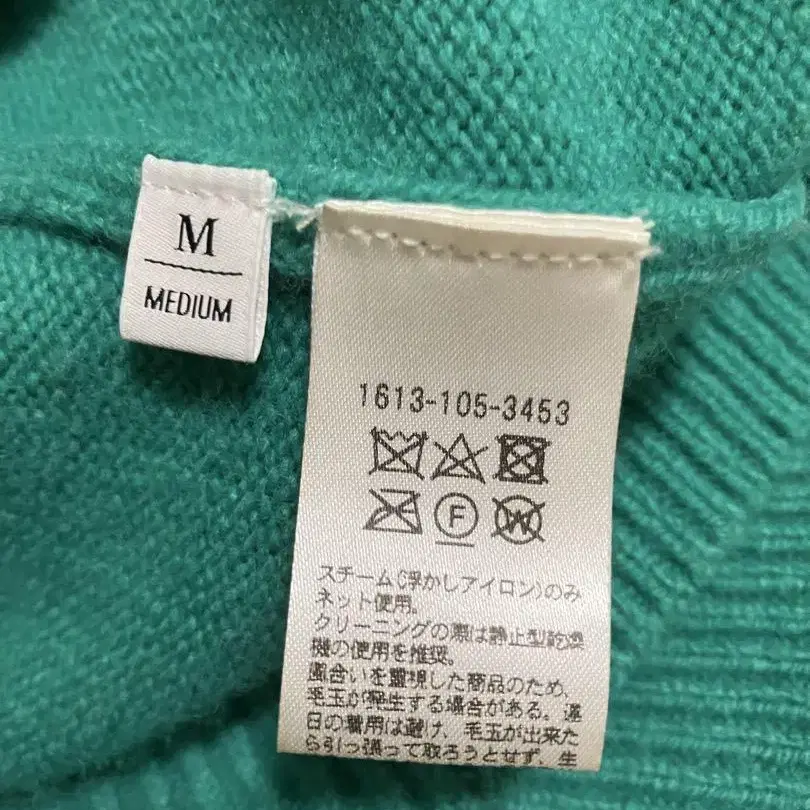 M
MEDIUM
1613-105-3453
F
W
スチーム(浮かしアイロン)のみ
ネット使用。
クリーニングの際は静止型乾燥
機の使用を推奨。
風合いを重視した商品のため、
毛玉が発生する場合がある。連
日の着用は避け、毛玉が出来た
ら引っ張って取ろうとせず、生